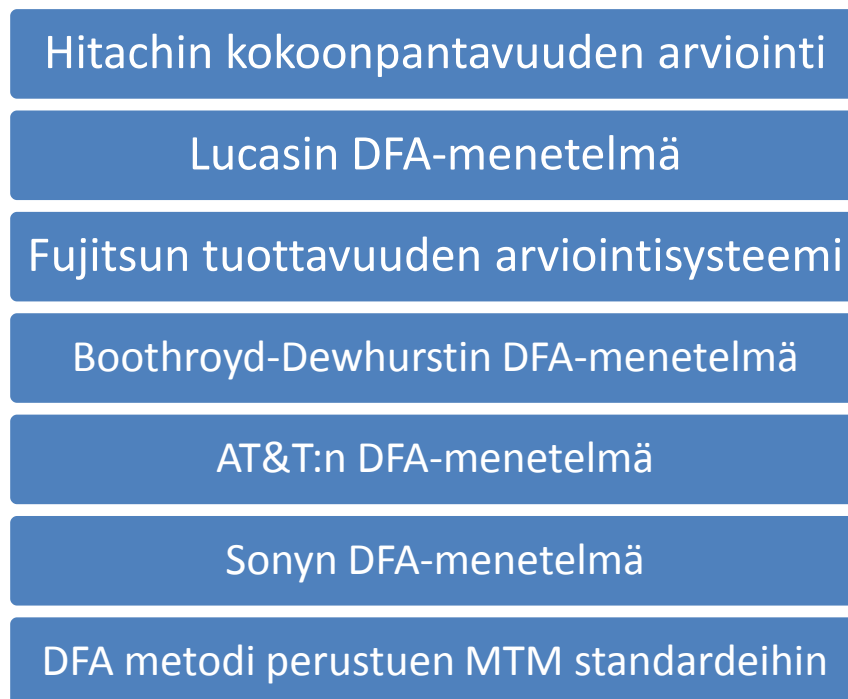 Hitachin kokoonpantavuuden arviointi
Lucasin DFA-menetelmä
Fujitsun tuottavuuden arviointisysteemi
Boothroyd-Dewhurstin DFA-menetelmä
AT&T:n DFA-menetelmä
Sonyn DFA-menetelmä
DFA metodi perustuen MTM standardeihin